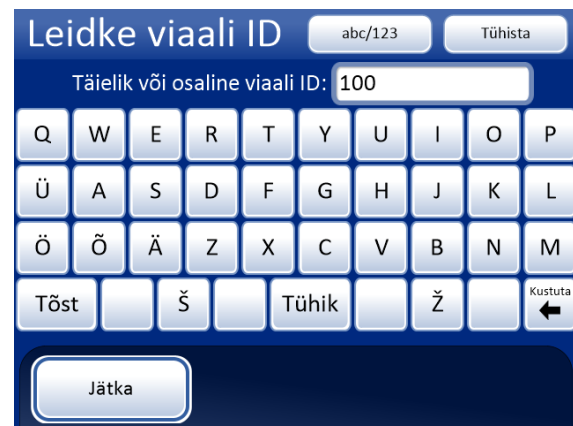 Leidke viaali ID abc/123 Tühista
Täielik või osaline viaali ID: 100
Q W E R T Y U I O P
Ü A S D F G H J K L
Ö Õ Ä Z X C V B N M
Tõst Š Tühik Ž Kustuta
Jätka